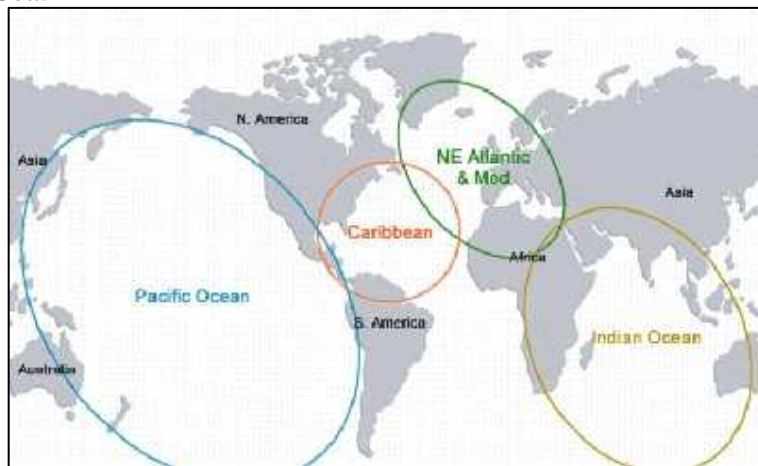 N. America
Asia
NE Atlantic
& Med
Asia
Caribbean
Africa
Pacific Ocean
S. America
Indian Ocean
Australia